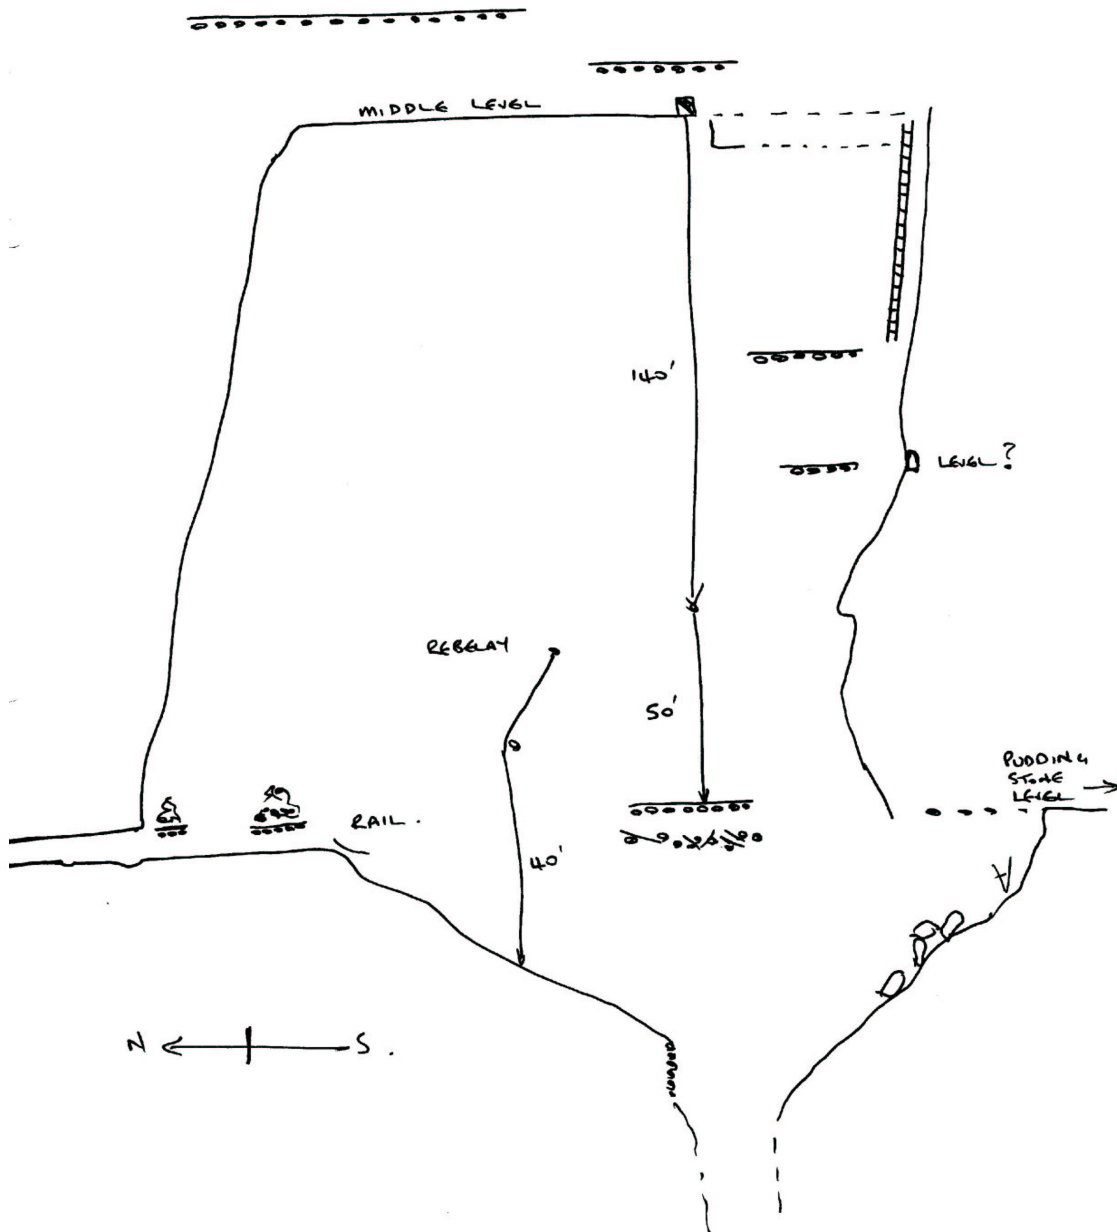 MIDDLE LEVEL
140'
LEVEL?
REBELAY
50'
PUDDING
STONE
LEVEL
RAIL.
40'
N S.